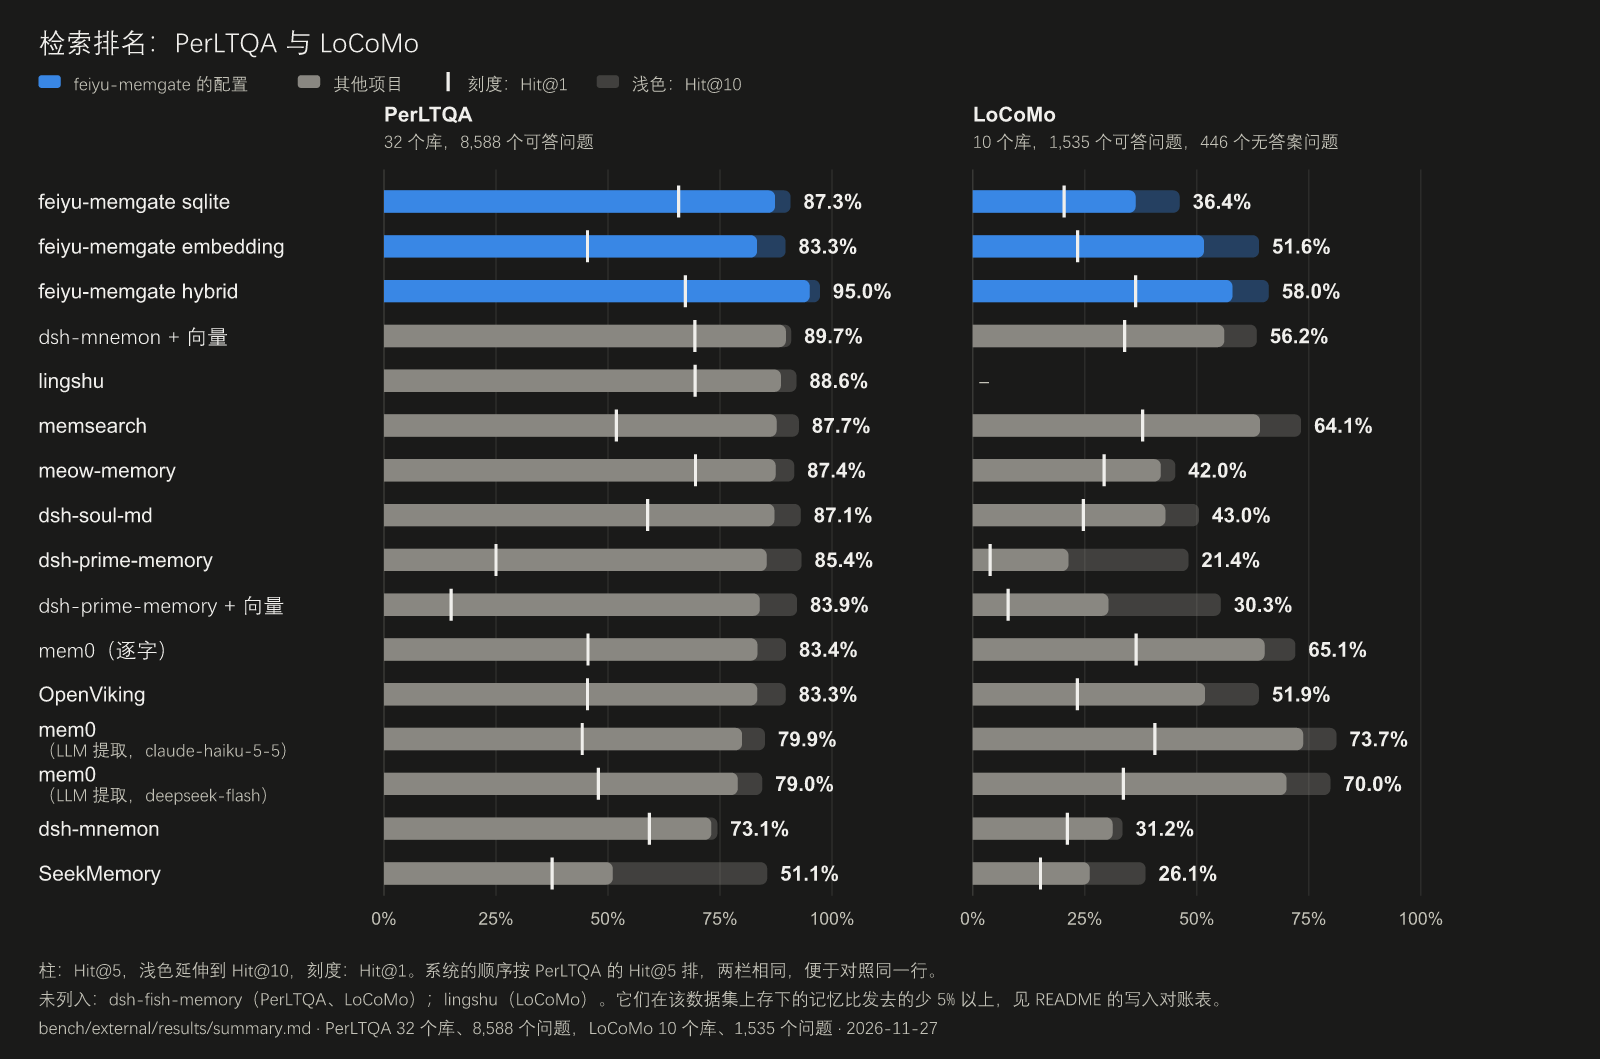 检索排名：PerLTQA 与 LoCoMo
feiyu-memgate 的配置 其他项目 刻度：Hit@1 浅色：Hit@10
PerLTQA LoCoMo
32 个库，8,588 个可答问题 10 个库，1,535 个可答问题，446 个无答案问题
feiyu-memgate sqlite 87.3% 36.4%
feiyu-memgate embedding 83.3% 51.6%
feiyu-memgate hybrid 95.0% 58.0%
dsh-mnemon + 向量 89.7% 56.2%
lingshu 88.6% –
memsearch 87.7% 64.1%
meow-memory 87.4% 42.0%
dsh-soul-md 87.1% 43.0%
dsh-prime-memory 85.4% 21.4%
dsh-prime-memory + 向量 83.9% 30.3%
mem0（逐字） 83.4% 65.1%
OpenViking 83.3% 51.9%
mem0
（LLM 提取，claude-haiku-5-5） 79.9% 73.7%
mem0
（LLM 提取，deepseek-flash） 79.0% 70.0%
dsh-mnemon 73.1% 31.2%
SeekMemory 51.1% 26.1%
0% 25% 50% 75% 100% 0% 25% 50% 75% 100%
柱：Hit@5，浅色延伸到 Hit@10，刻度：Hit@1。系统的顺序按 PerLTQA 的 Hit@5 排，两栏相同，便于对照同一行。
未列入：dsh-fish-memory（PerLTQA、LoCoMo）；lingshu（LoCoMo）。它们在该数据集上存下的记忆比发去的少 5% 以上，见 README 的写入对账表。
bench/external/results/summary.md · PerLTQA 32 个库、8,588 个问题，LoCoMo 10 个库、1,535 个问题 · 2026-11-27